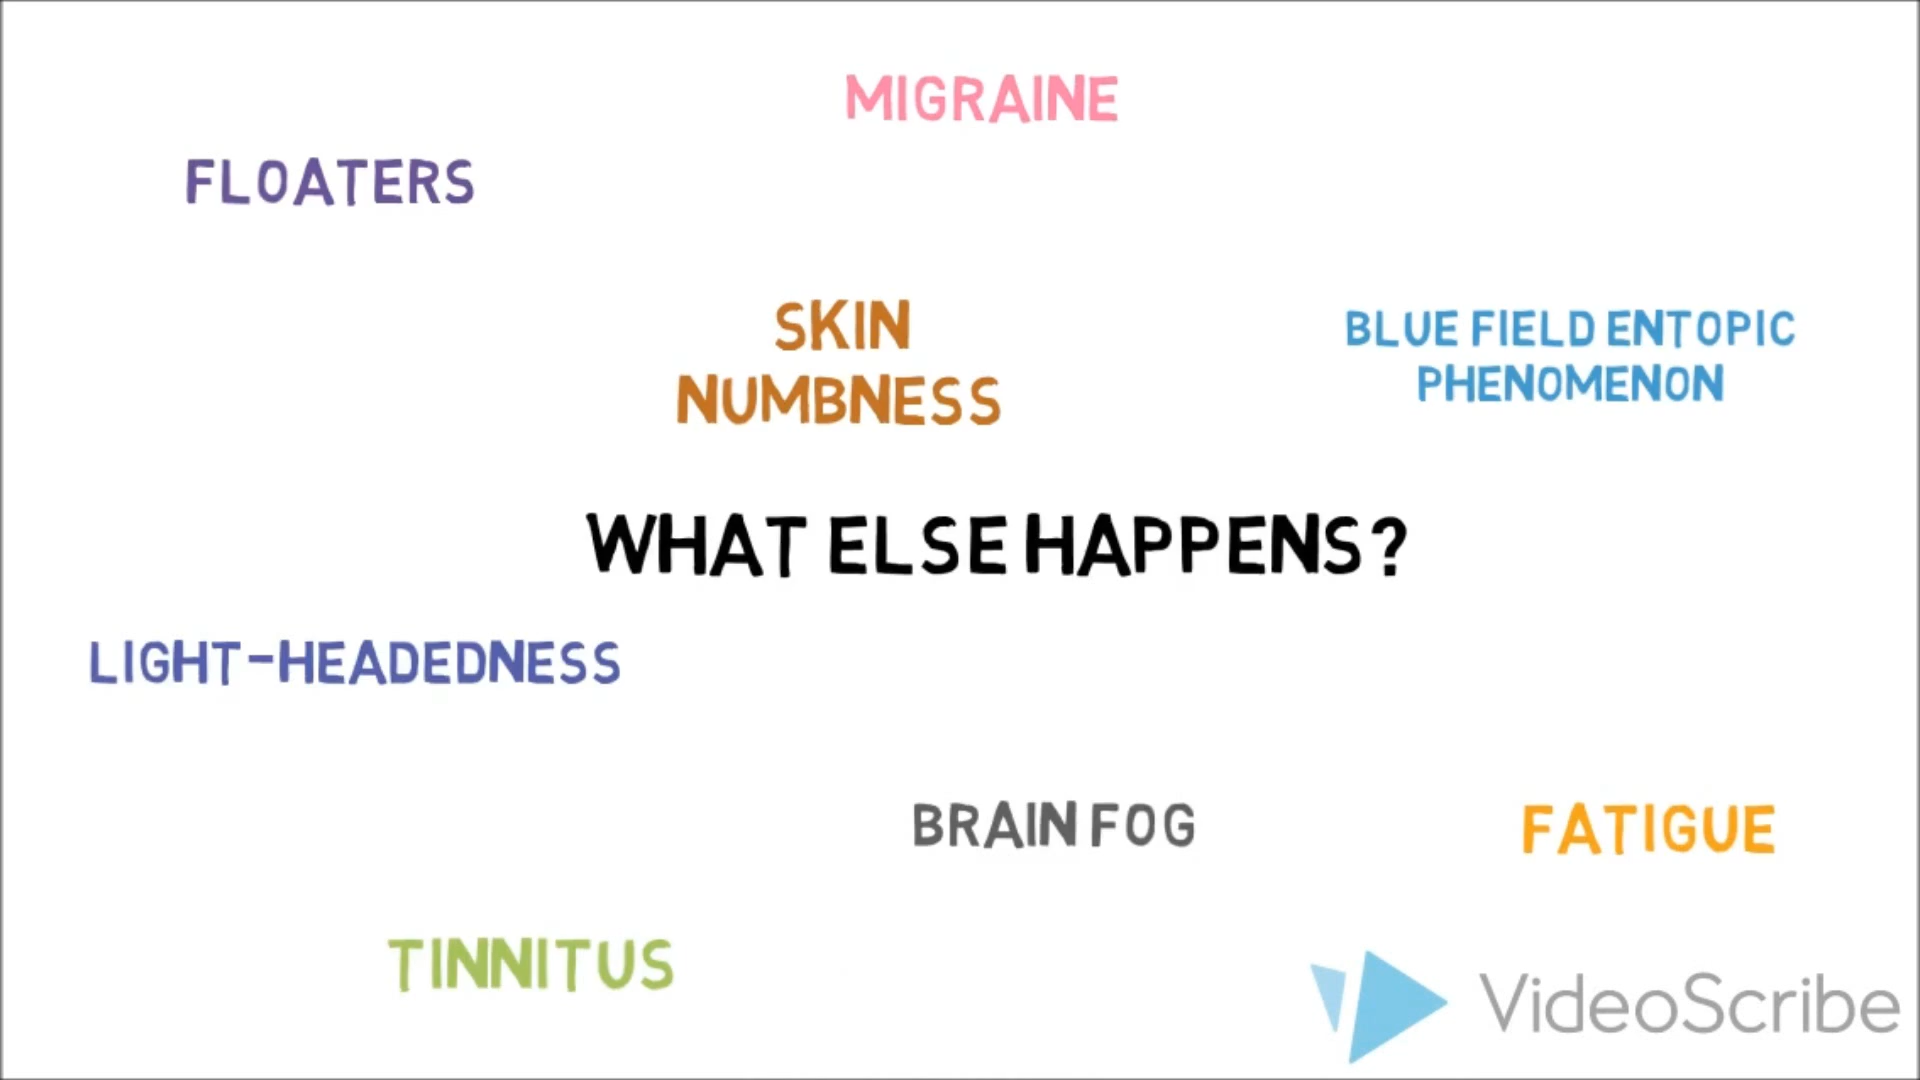 MIGRAINE
FLOATERS
SKIN
NUMBNESS
BLUE FIELD ENTOPIC
PHENOMENON
WHAT ELSE HAPPENS?
LIGHT-HEADEDNESS
BRAIN FOG
FATIGUE
TINNITUS
VideoScribe